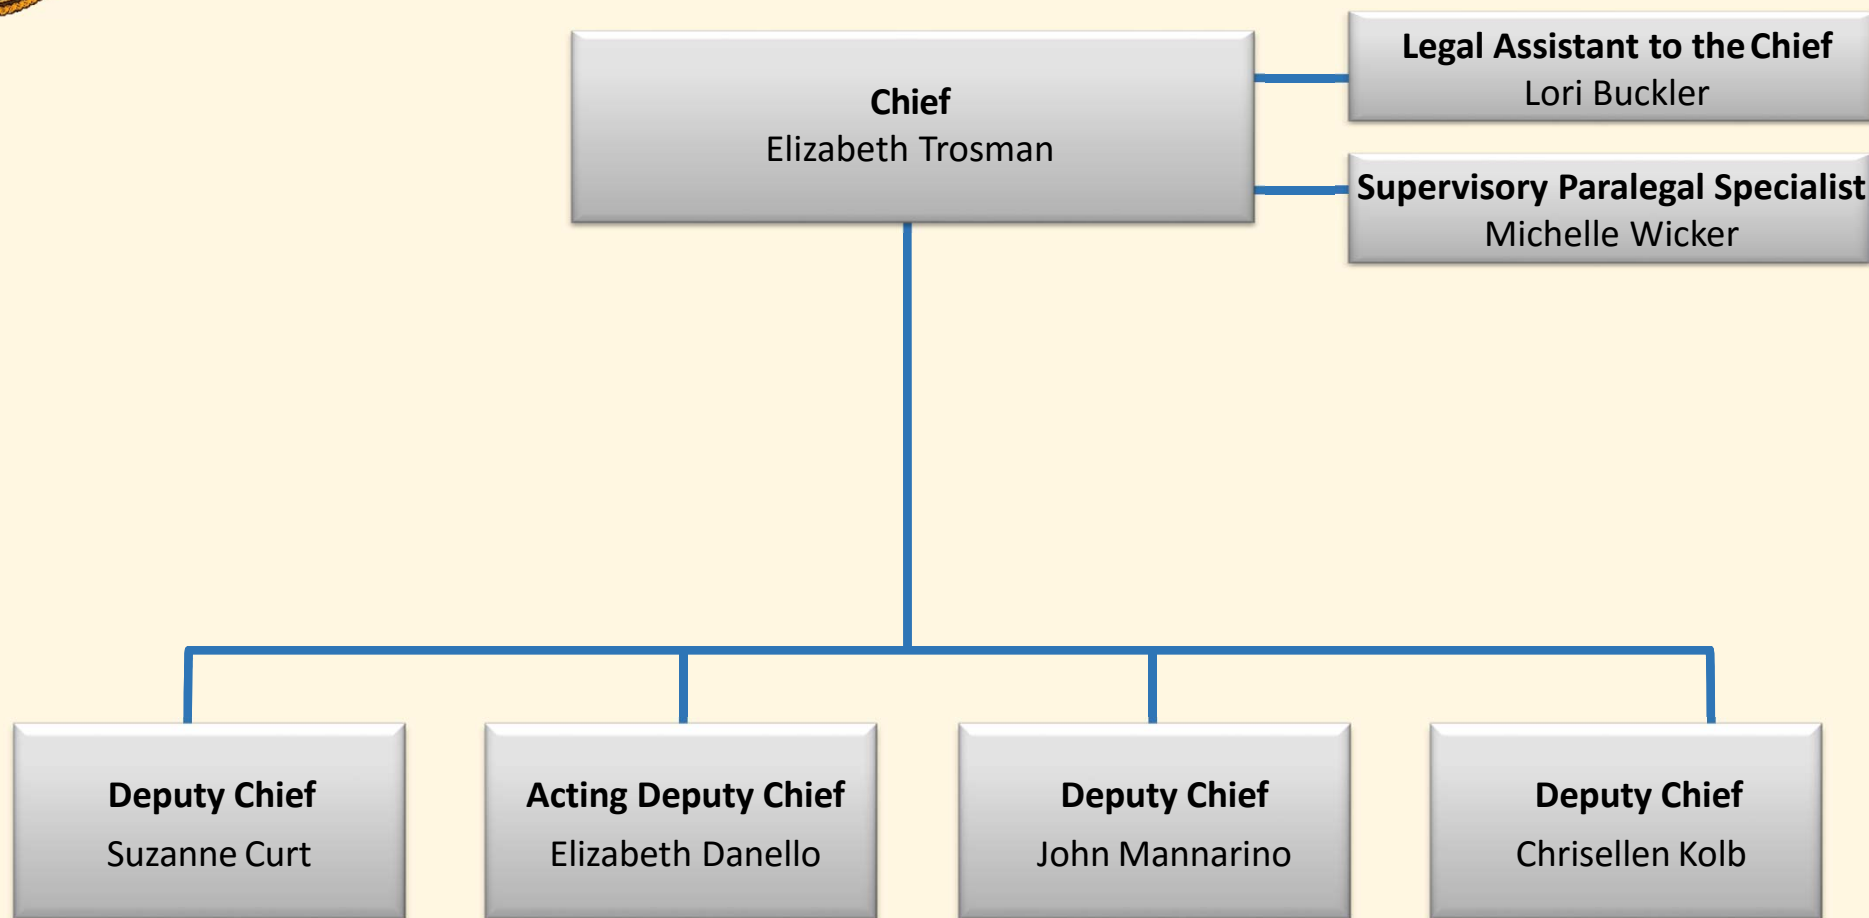 Chief
Elizabeth Trosman
Legal Assistant to the Chief
Lori Buckler
Supervisory Paralegal Specialist
Michelle Wicker
Deputy Chief
Suzanne Curt
Acting Deputy Chief
Elizabeth Danello
Deputy Chief
John Mannarino
Deputy Chief
Chrisellen Kolb